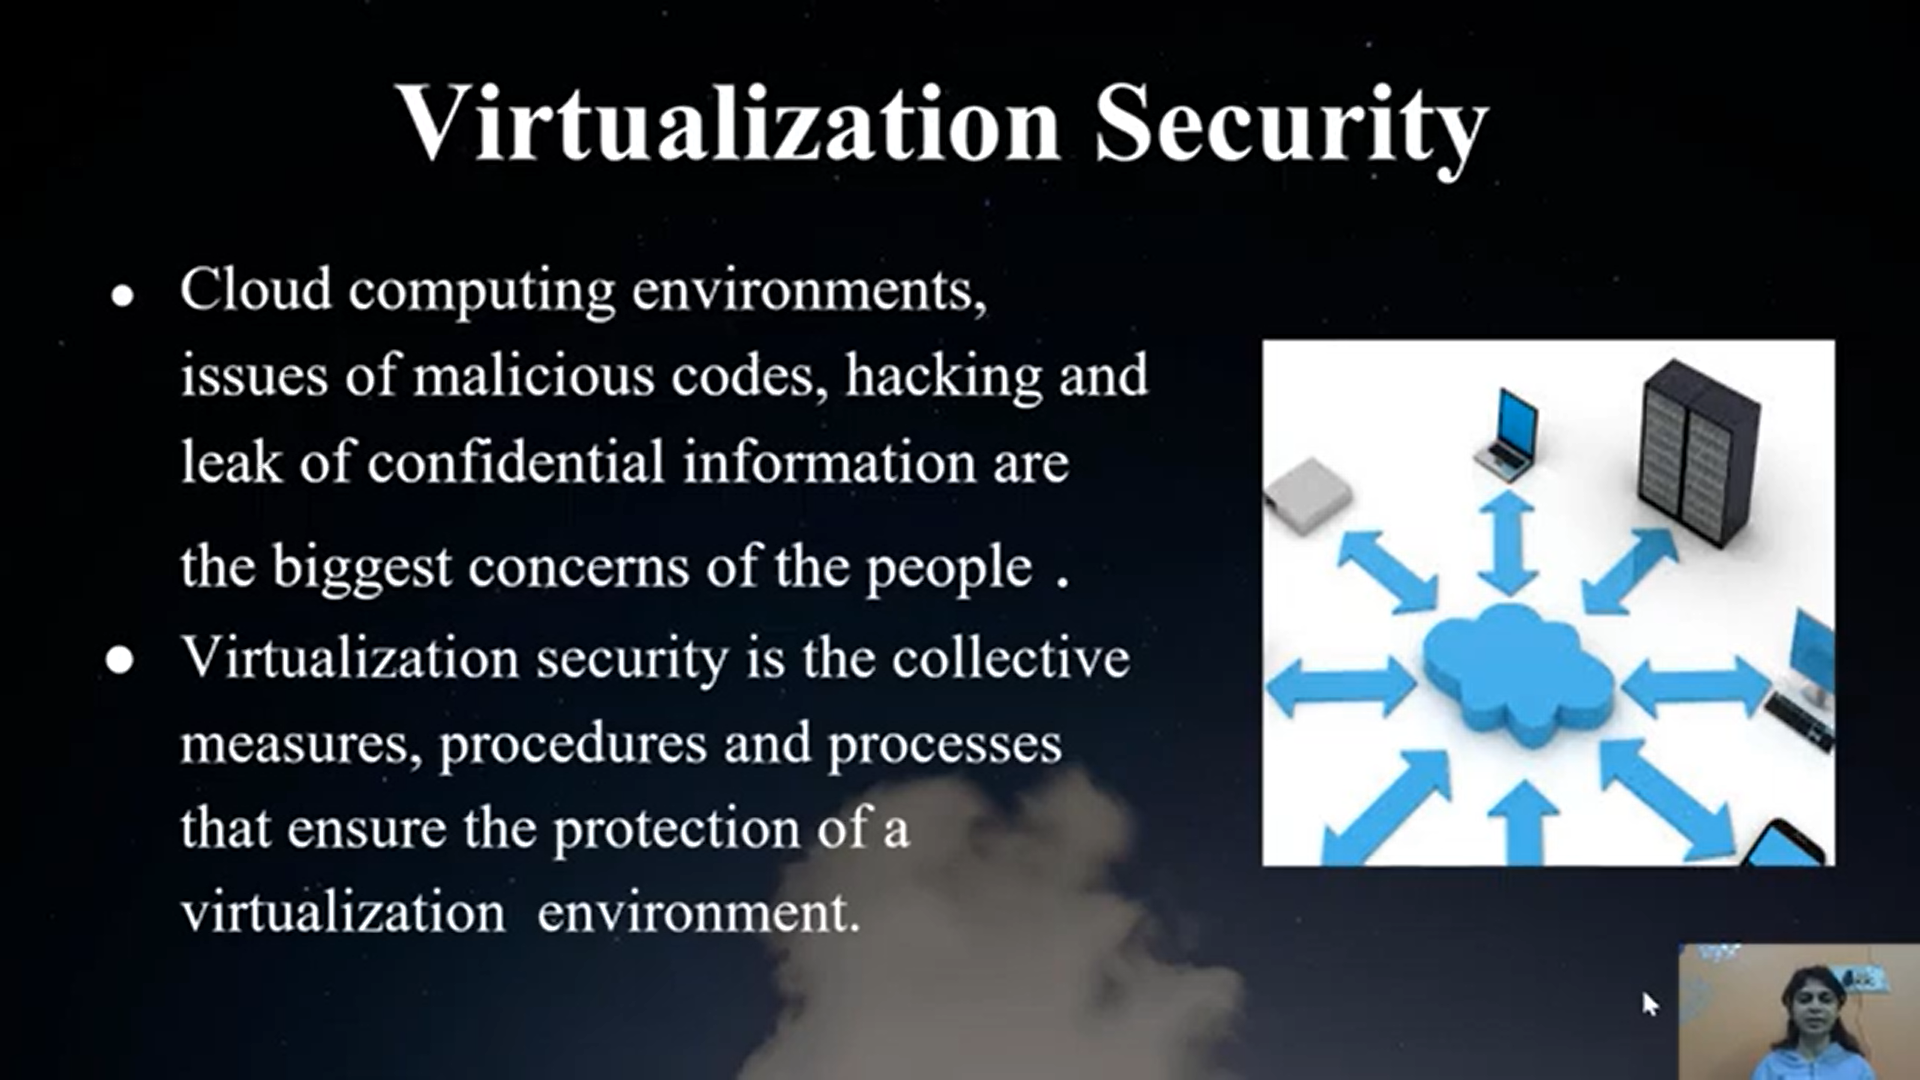 Virtualization Security
● Cloud computing environments,
issues of malicious codes, hacking and
leak of confidential information are
the biggest concerns of the people .
● Virtualization security is the collective
measures, procedures and processes
that ensure the protection of a
virtualization  environment.